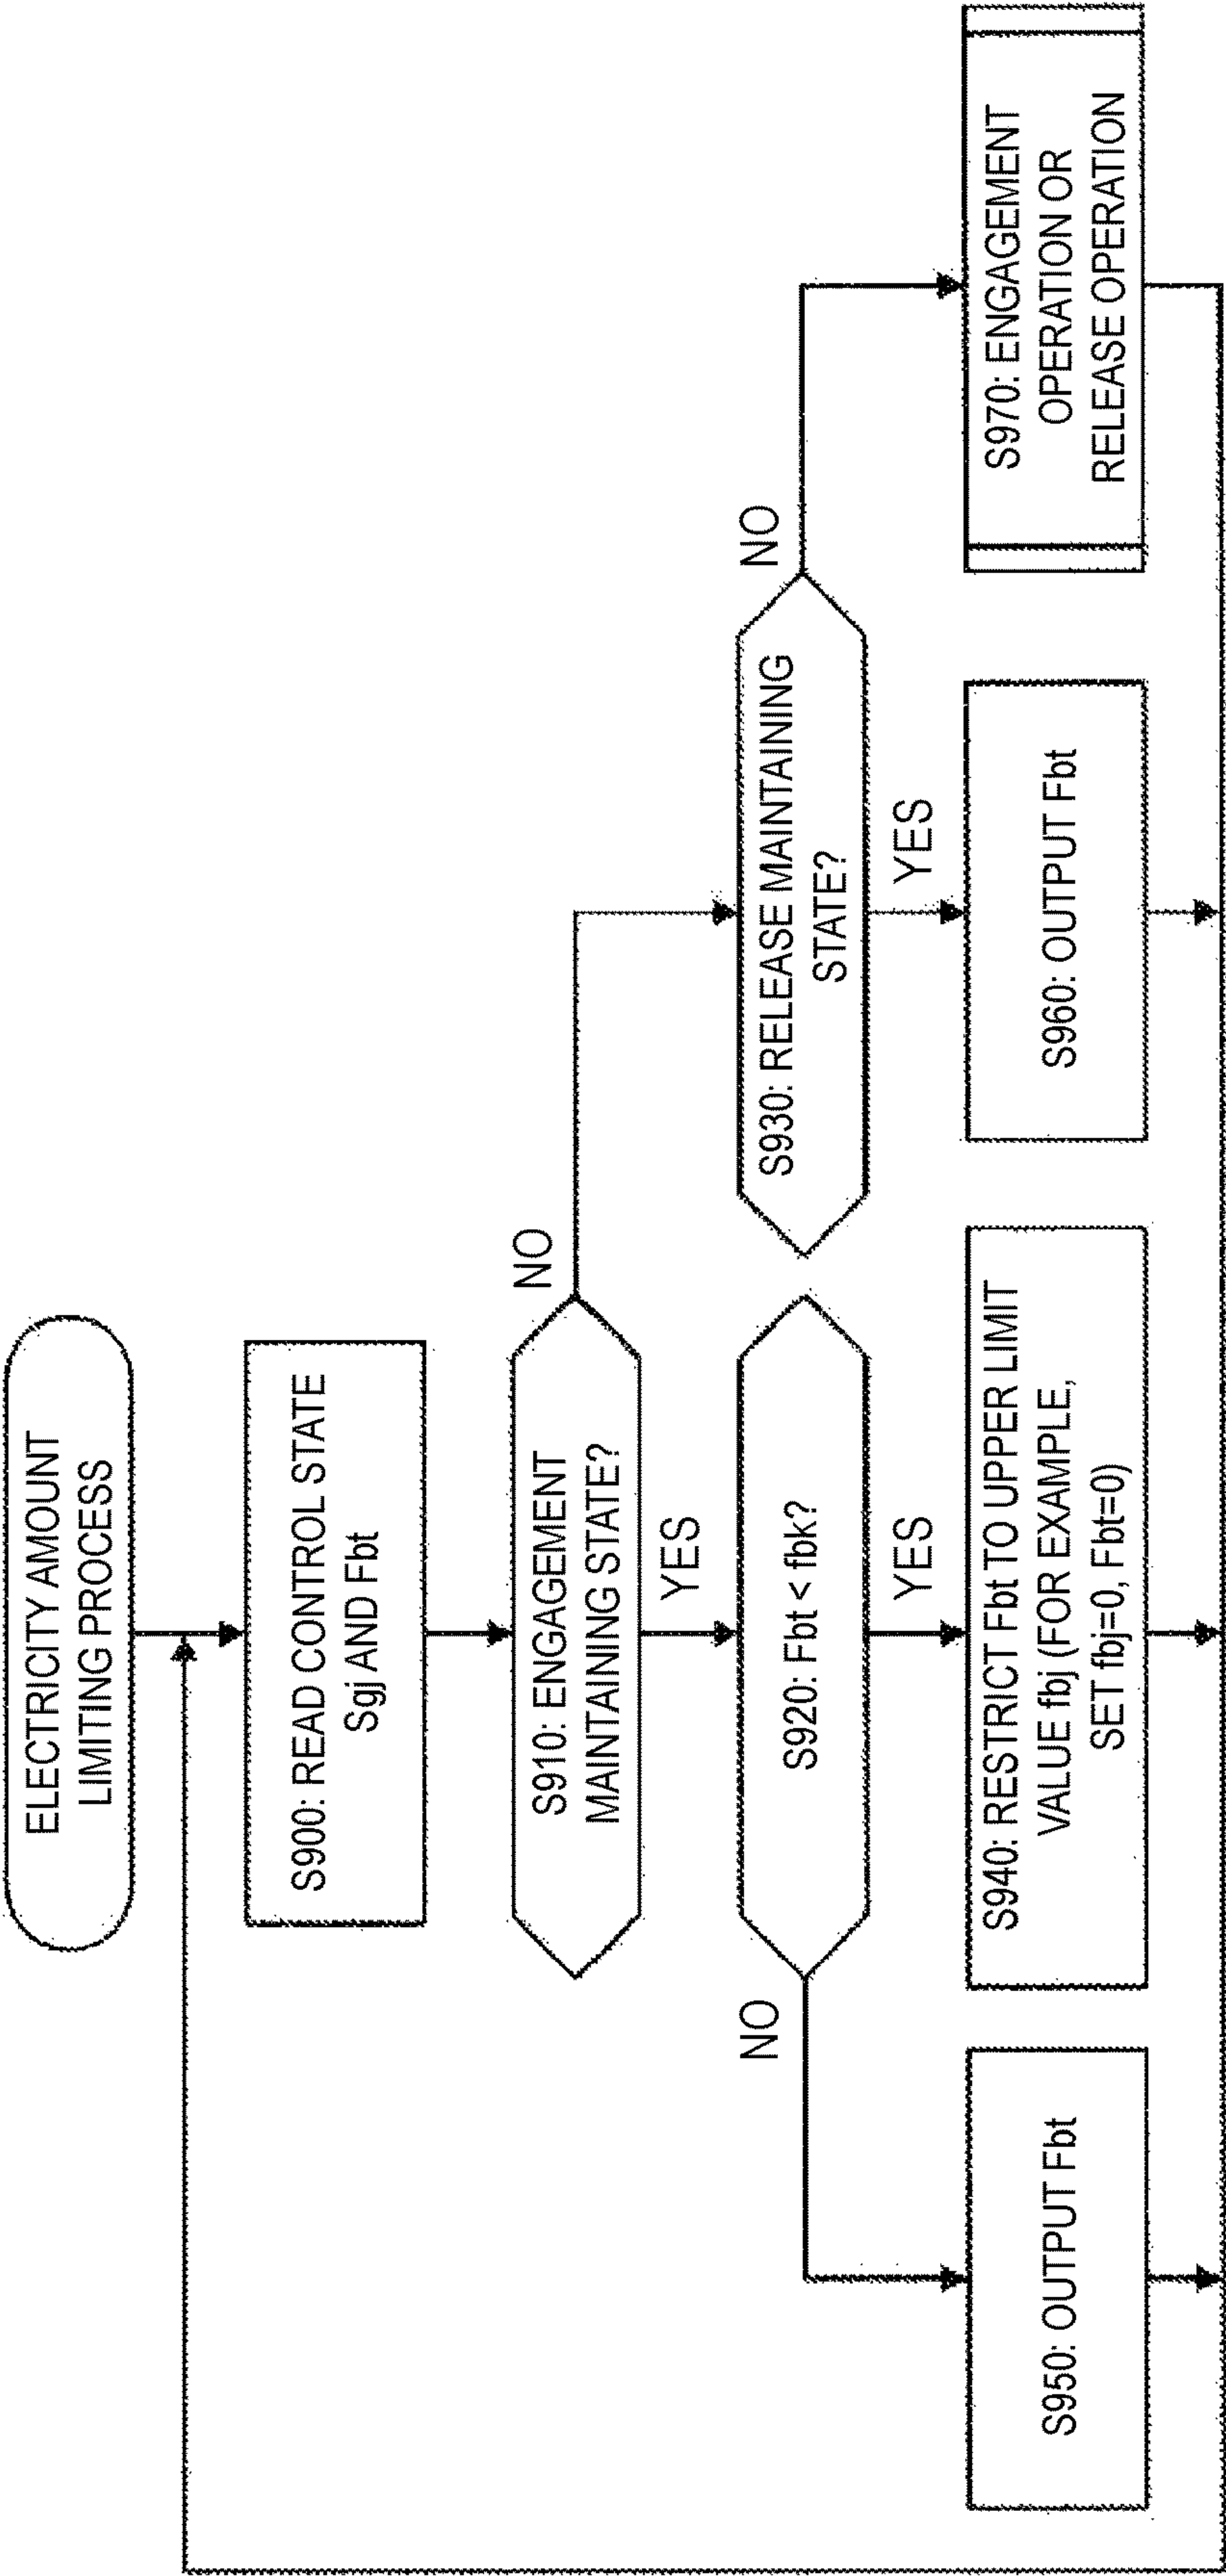 ELECTRICITY AMOUNT
LIMITING PROCESS
S900: READ CONTROL STATE
Sgj AND Fbt
S910: ENGAGEMENT
MAINTAINING STATE?
NO
YES
S920: Fbt < fbk?
NO
YES
S930: RELEASE MAINTAINING
STATE?
NO
YES
S950: OUTPUT Fbt
S940: RESTRICT Fbt TO UPPER LIMIT
VALUE fbj (FOR EXAMPLE,
SET fbj=0, Fbt=0)
S960: OUTPUT Fbt
S970: ENGAGEMENT
OPERATION OR
RELEASE OPERATION